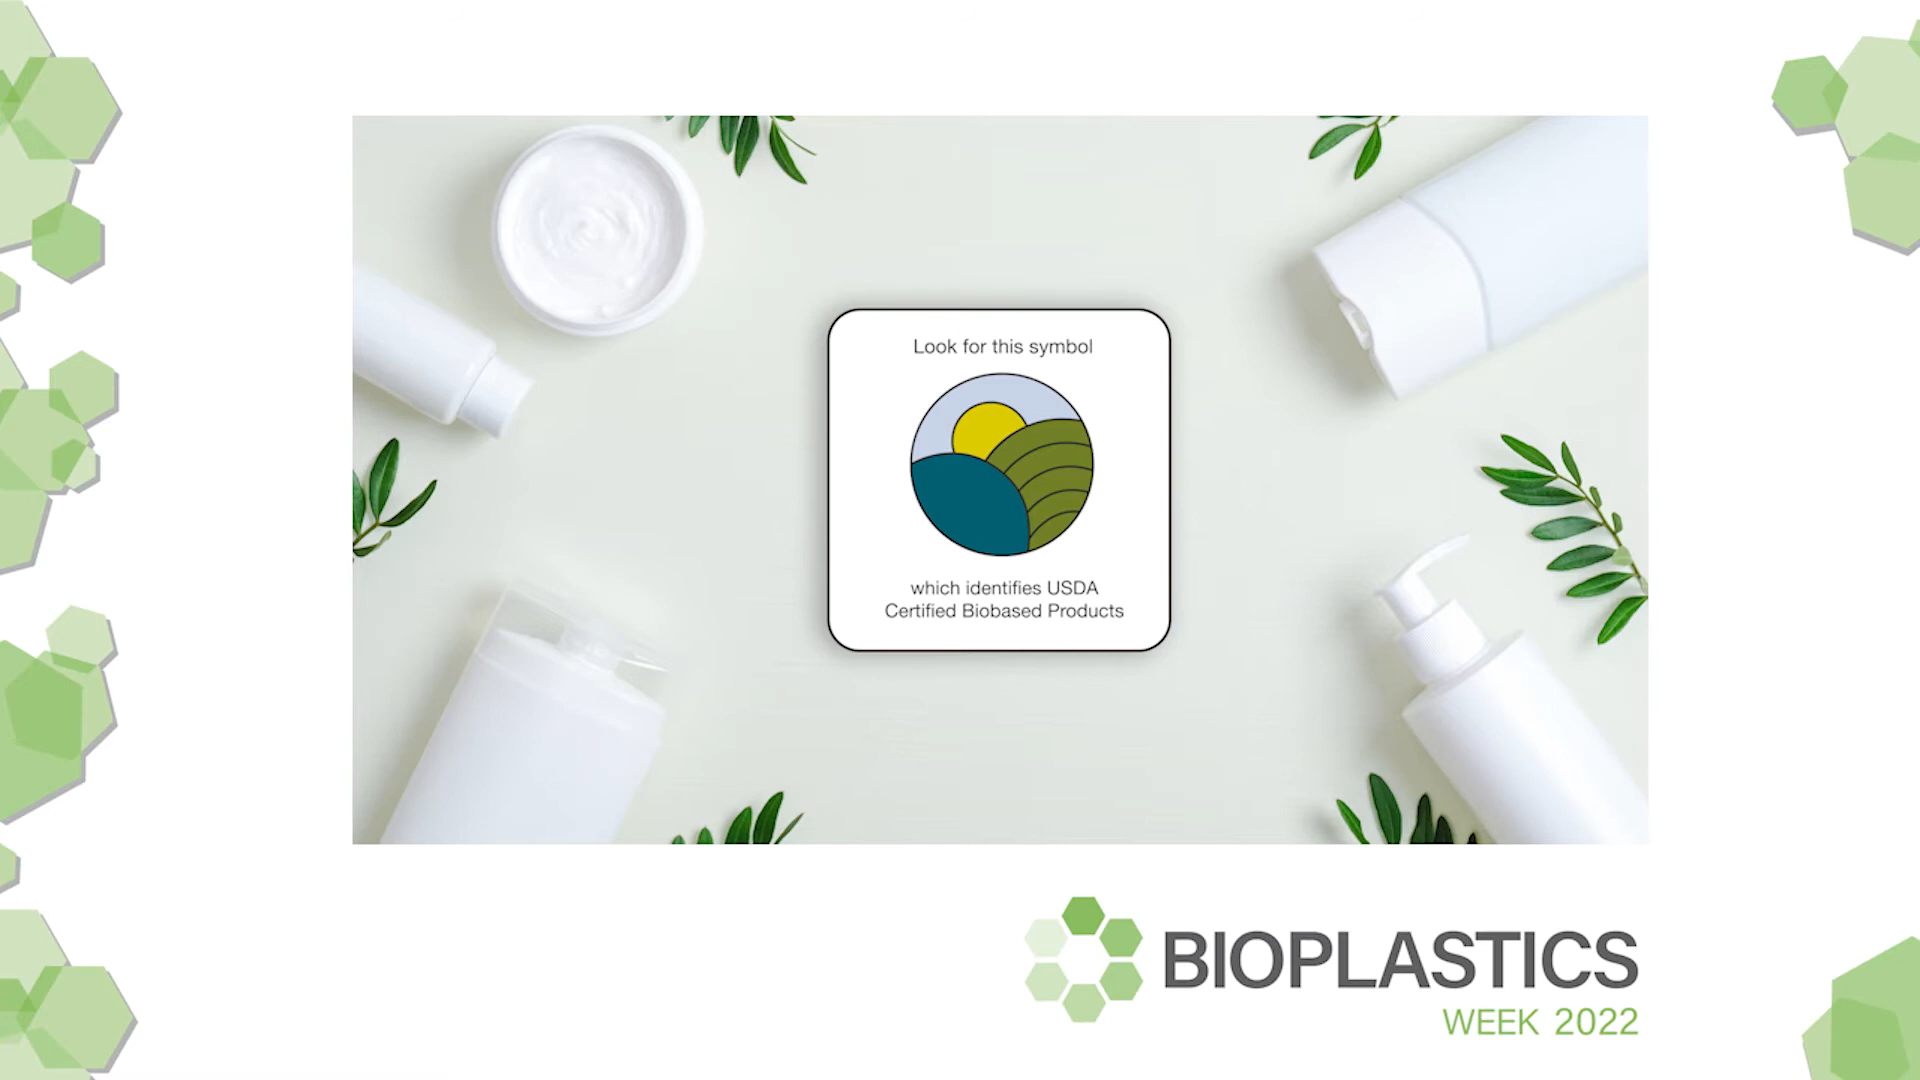 Look for this symbol
which identifies USDA
Certified Biobased Products
BIOPLASTICS
WEEK 2022